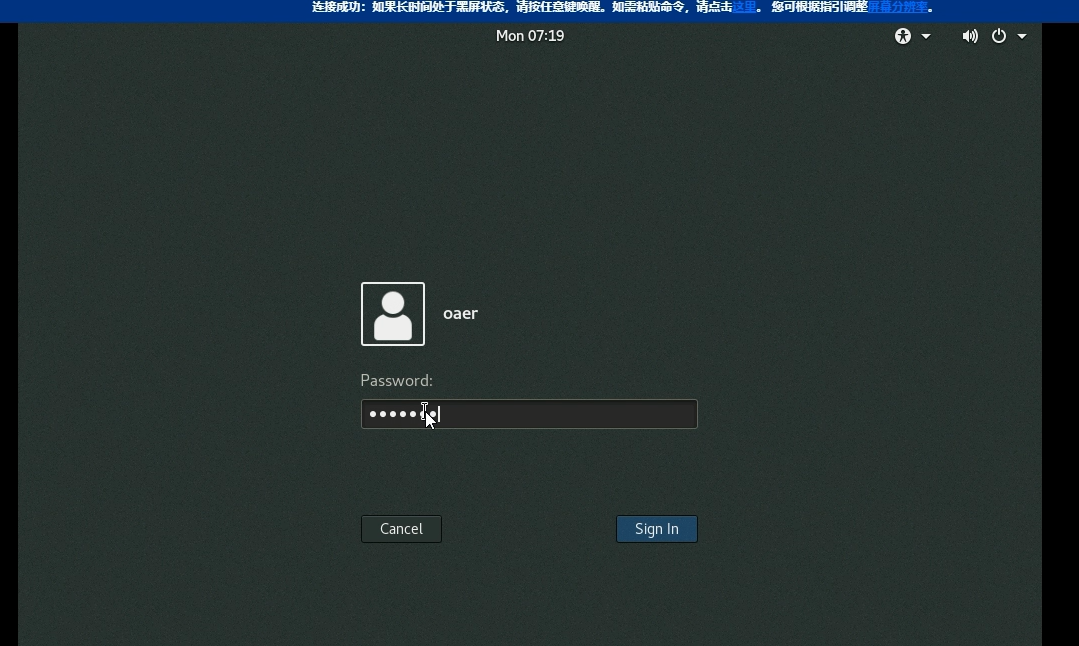 连接成功：如果长时间处于黑屏状态，请按任意键唤醒。如需粘贴命令，请点击这里。 您可根据指引调整屏幕分辨率。
Mon 07:19
oaer
Password:
Cancel
Sign In